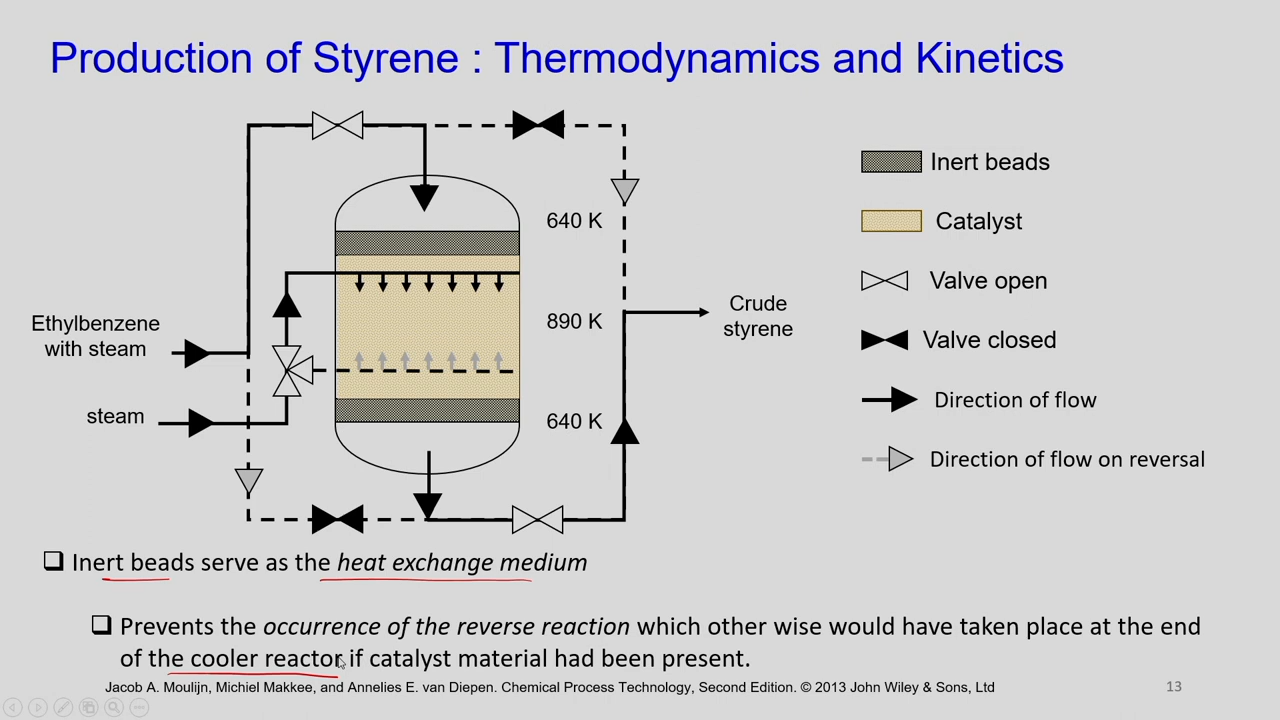 Production of Styrene : Thermodynamics and Kinetics
640 K
890 K
640 K
Ethylbenzene
with steam
steam
Crude
styrene
Inert beads
Catalyst
Valve open
Valve closed
Direction of flow
Direction of flow on reversal
Inert beads serve as the heat exchange medium
Prevents the occurrence of the reverse reaction which other wise would have taken place at the end
of the cooler reactor if catalyst material had been present.
Jacob A. Moulijn, Michiel Makkee, and Annelies E. van Diepen. Chemical Process Technology, Second Edition. © 2013 John Wiley & Sons, Ltd
13